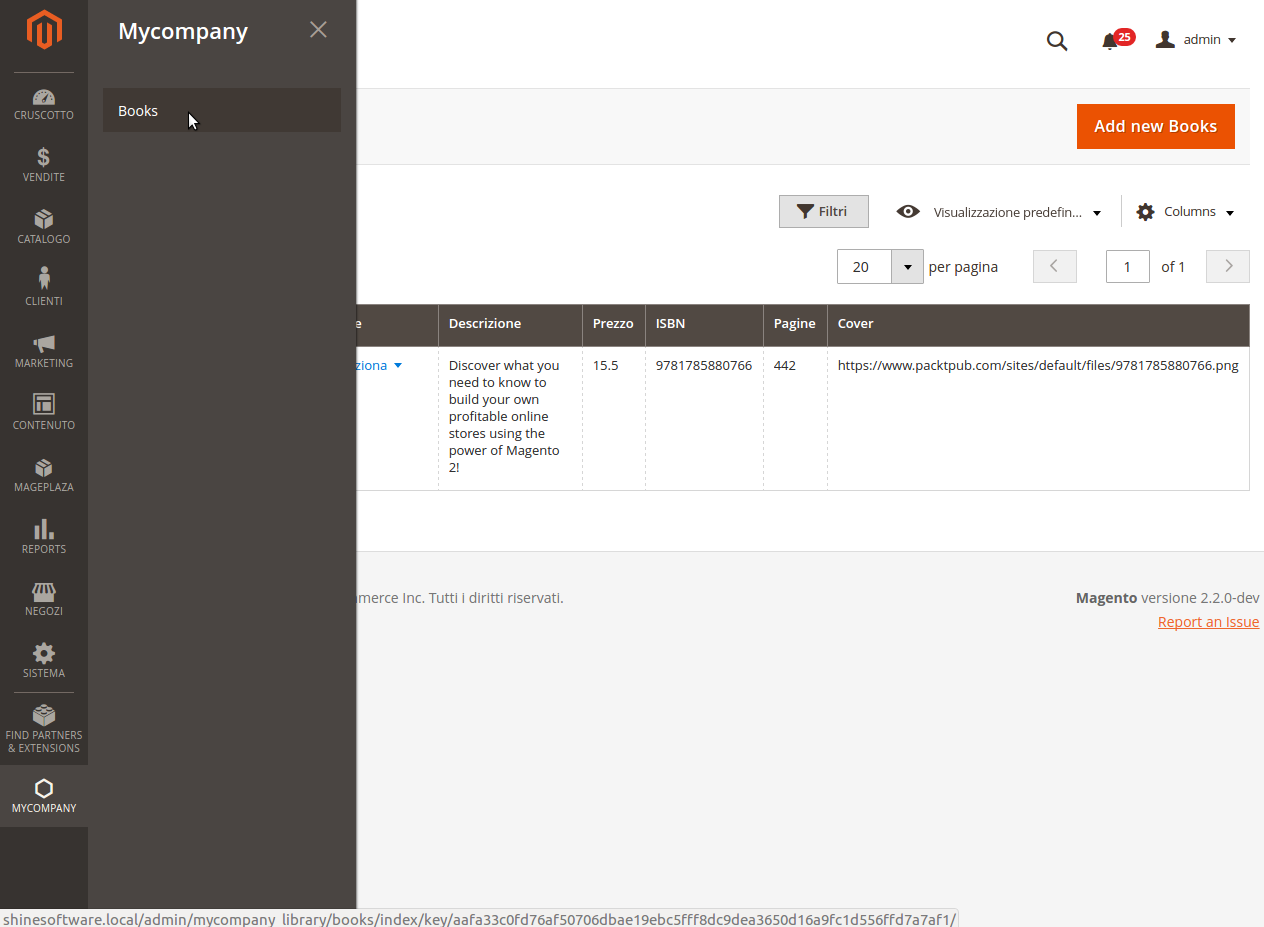 Mycompany
Books
CRUSCOTTO
VENDITE
CATALOGO
CLIENTI
MARKETING
CONTENUTO
MAGEPLAZA
REPORTS
NEGOZI
SISTEMA
FIND PARTNERS
& EXTENSIONS
MYCOMPANY
25
admin
Add new Books
Filtri
Visualizzazione predefin...
Columns
20
per pagina
1
of 1
e Descrizione Prezzo ISBN Pagine Cover
ziona
Discover what you
need to know to
build your own
profitable online
stores using the
power of Magento
2!
15.5
9781785880766
442
https://www.packtpub.com/sites/default/files/9781785880766.png
merce Inc. Tutti i diritti riservati.
Magento versione 2.2.0-dev
Report an Issue
shinesoftware.local/admin/mycompany_library/books/index/key/aafa33c0fd76af50706dbae19ebc5fff8dc9dea3650d16a9fc1d556ffd7a7af1/